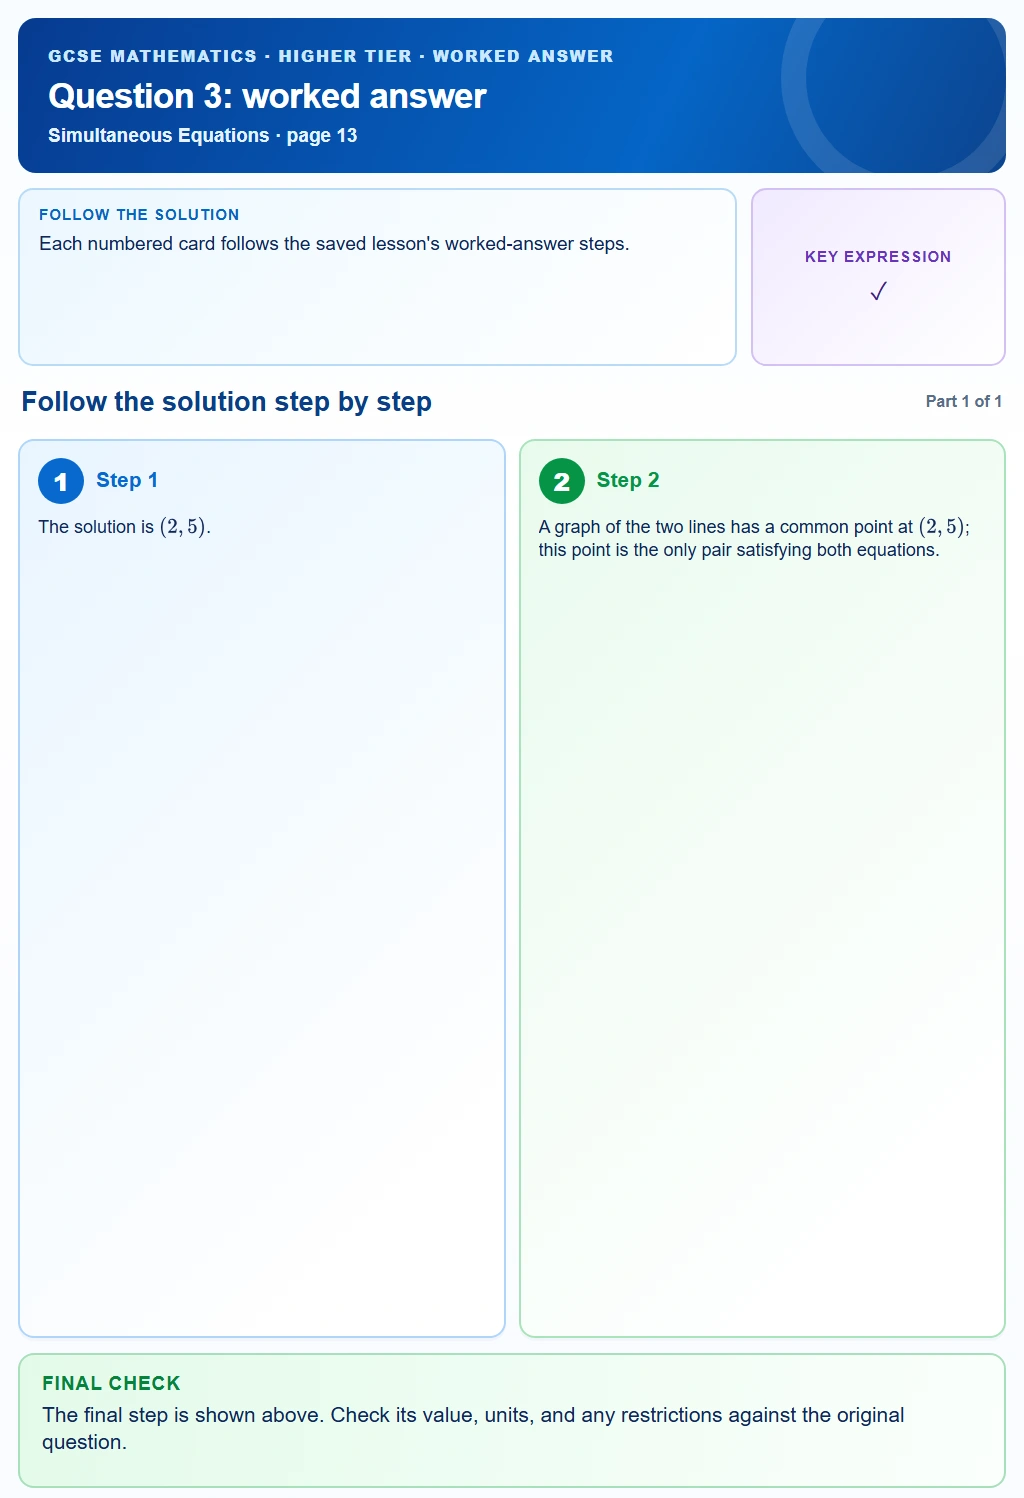 GCSE MATHEMATICS · HIGHER TIER · WORKED ANSWER
Question 3: worked answer
Simultaneous Equations · page 13
FOLLOW THE SOLUTION
Each numbered card follows the saved lesson's worked-answer steps.
KEY EXPRESSION
✓
Follow the solution step by step
Part 1 of 1
1 Step 1
The solution is (2, 5).
2 Step 2
A graph of the two lines has a common point at (2, 5);
this point is the only pair satisfying both equations.
FINAL CHECK
The final step is shown above. Check its value, units, and any restrictions against the original
question.